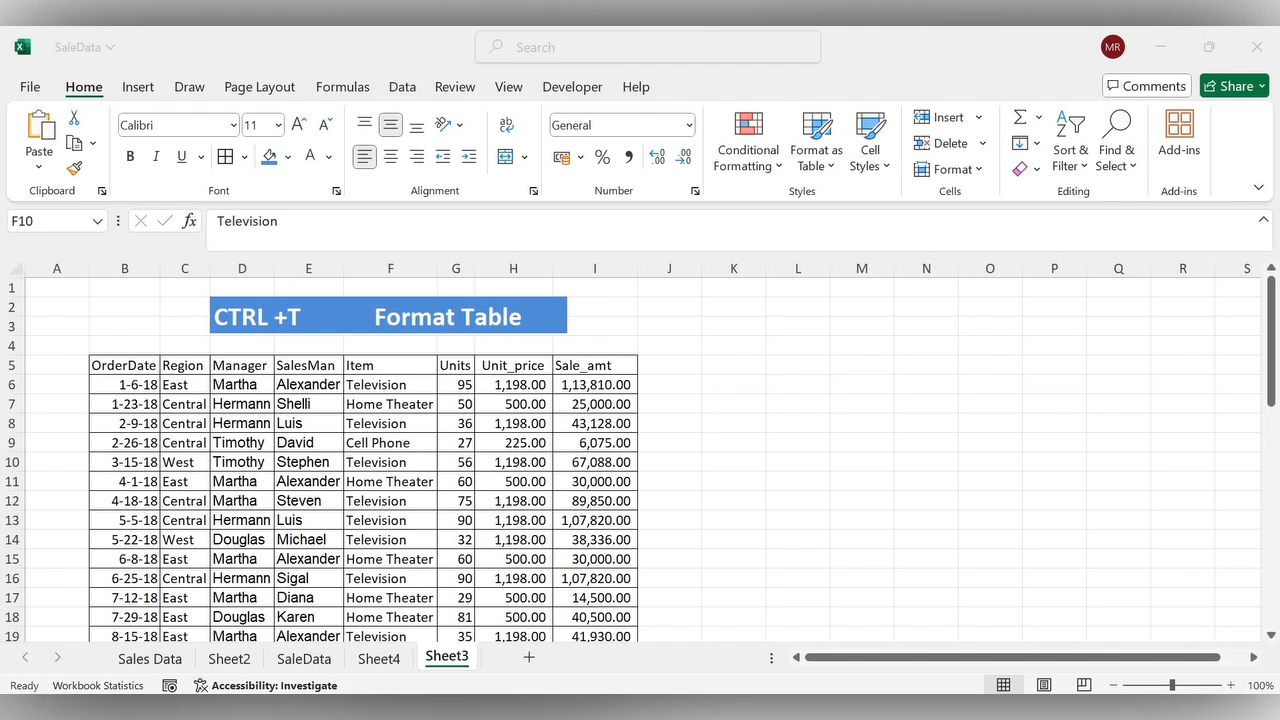 SaleData
Search
MR
File Home Insert Draw Page Layout Formulas Data Review View Developer Help
Comments Share
Paste
Clipboard
Calibri 11
B I U A
Font
ab
Alignment
General
%
Number
Conditional Formatting
Format as Table
Cell Styles
Styles
Insert
Delete
Format
Cells
Sort & Filter
Find & Select
Editing
Add-ins
Add-ins
F10 fx Television
A B C D E F G H I J K L M N O P Q R S
1
2
CTRL +T Format Table
3
4
5 OrderDate Region Manager SalesMan Item Units Unit_price Sale_amt
6 1-6-18 East Martha Alexander Television 95 1,198.00 1,13,810.00
7 1-23-18 Central Hermann Shelli Home Theater 50 500.00 25,000.00
8 2-9-18 Central Hermann Luis Television 36 1,198.00 43,128.00
9 2-26-18 Central Timothy David Cell Phone 27 225.00 6,075.00
10 3-15-18 West Timothy Stephen Television 56 1,198.00 67,088.00
11 4-1-18 East Martha Alexander Home Theater 60 500.00 30,000.00
12 4-18-18 Central Martha Steven Television 75 1,198.00 89,850.00
13 5-5-18 Central Hermann Luis Television 90 1,198.00 1,07,820.00
14 5-22-18 West Douglas Michael Television 32 1,198.00 38,336.00
15 6-8-18 East Martha Alexander Home Theater 60 500.00 30,000.00
16 6-25-18 Central Hermann Sigal Television 90 1,198.00 1,07,820.00
17 7-12-18 East Martha Diana Home Theater 29 500.00 14,500.00
18 7-29-18 East Douglas Karen Home Theater 81 500.00 40,500.00
19 8-15-18 East Martha Alexander Television 35 1,198.00 41,930.00
Sales Data Sheet2 SaleData Sheet4 Sheet3
Ready Workbook Statistics Accessibility: Investigate 100%